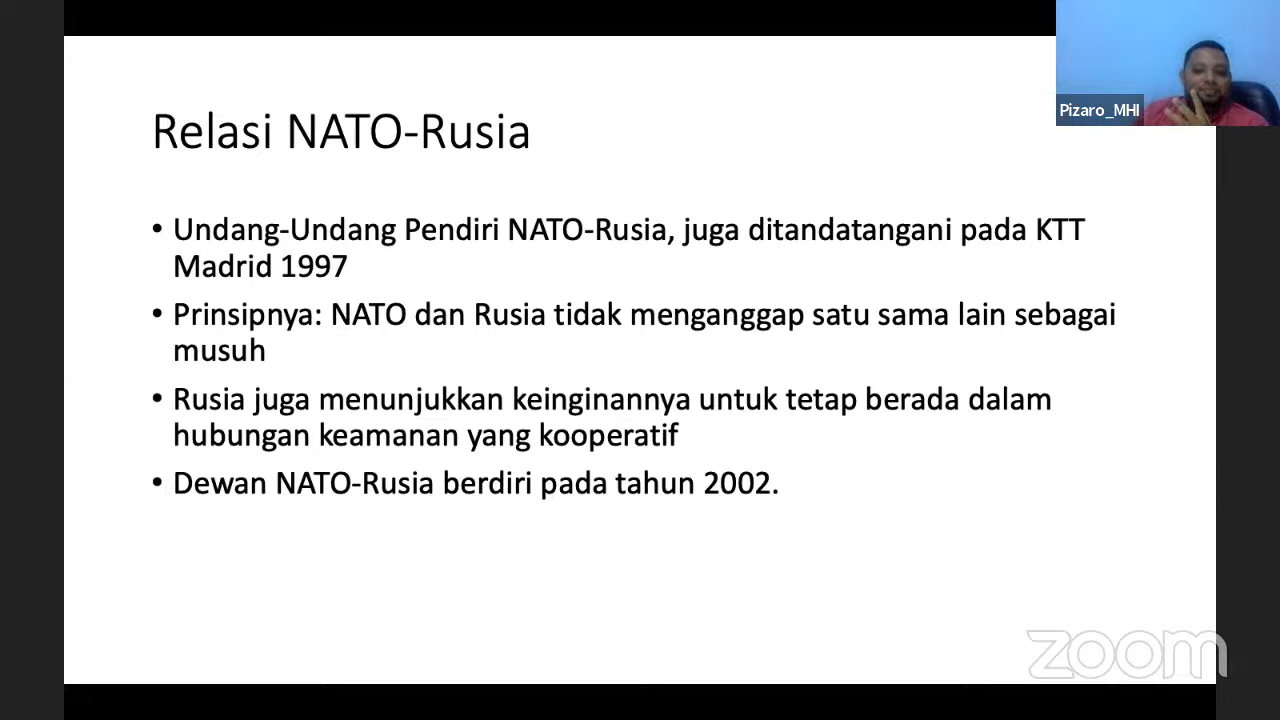 Pizaro_MHI
Relasi NATO-Rusia
• Undang-Undang Pendiri NATO-Rusia, juga ditandatangani pada KTT
Madrid 1997
• Prinsipnya: NATO dan Rusia tidak menganggap satu sama lain sebagai
musuh
• Rusia juga menunjukkan keinginannya untuk tetap berada dalam
hubungan keamanan yang kooperatif
• Dewan NATO-Rusia berdiri pada tahun 2002.
zoom